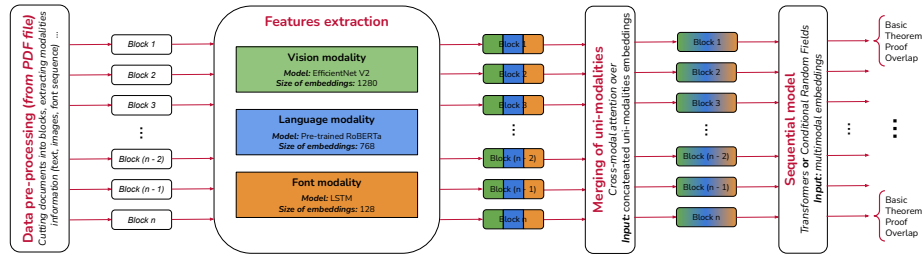 Data pre-processing (from PDF file)
Cutting documents into blocks, extracting modalities
information (text, images, font sequence) ...
Block 1
Block 2
Block 3
...
Block (n - 2)
Block (n - 1)
Block n
Features extraction
Vision modality
Model: EfficientNet V2
Size of embeddings: 1280
Language modality
Model: Pre-trained RoBERTa
Size of embeddings: 768
Font modality
Model: LSTM
Size of embeddings: 128
Block 1
Block 2
Block 3
...
Block (n - 2)
Block (n - 1)
Block n
Merging of uni-modalities
Cross-modal attention over
Input: concatenated uni-modalities embeddings
Block 1
Block 2
Block 3
...
Block (n - 2)
Block (n - 1)
Block n
Sequential model
Transformers or Conditional Random Fields
Input: multimodal embeddings
Basic
Theorem
Proof
Overlap
...
...
Basic
Theorem
Proof
Overlap